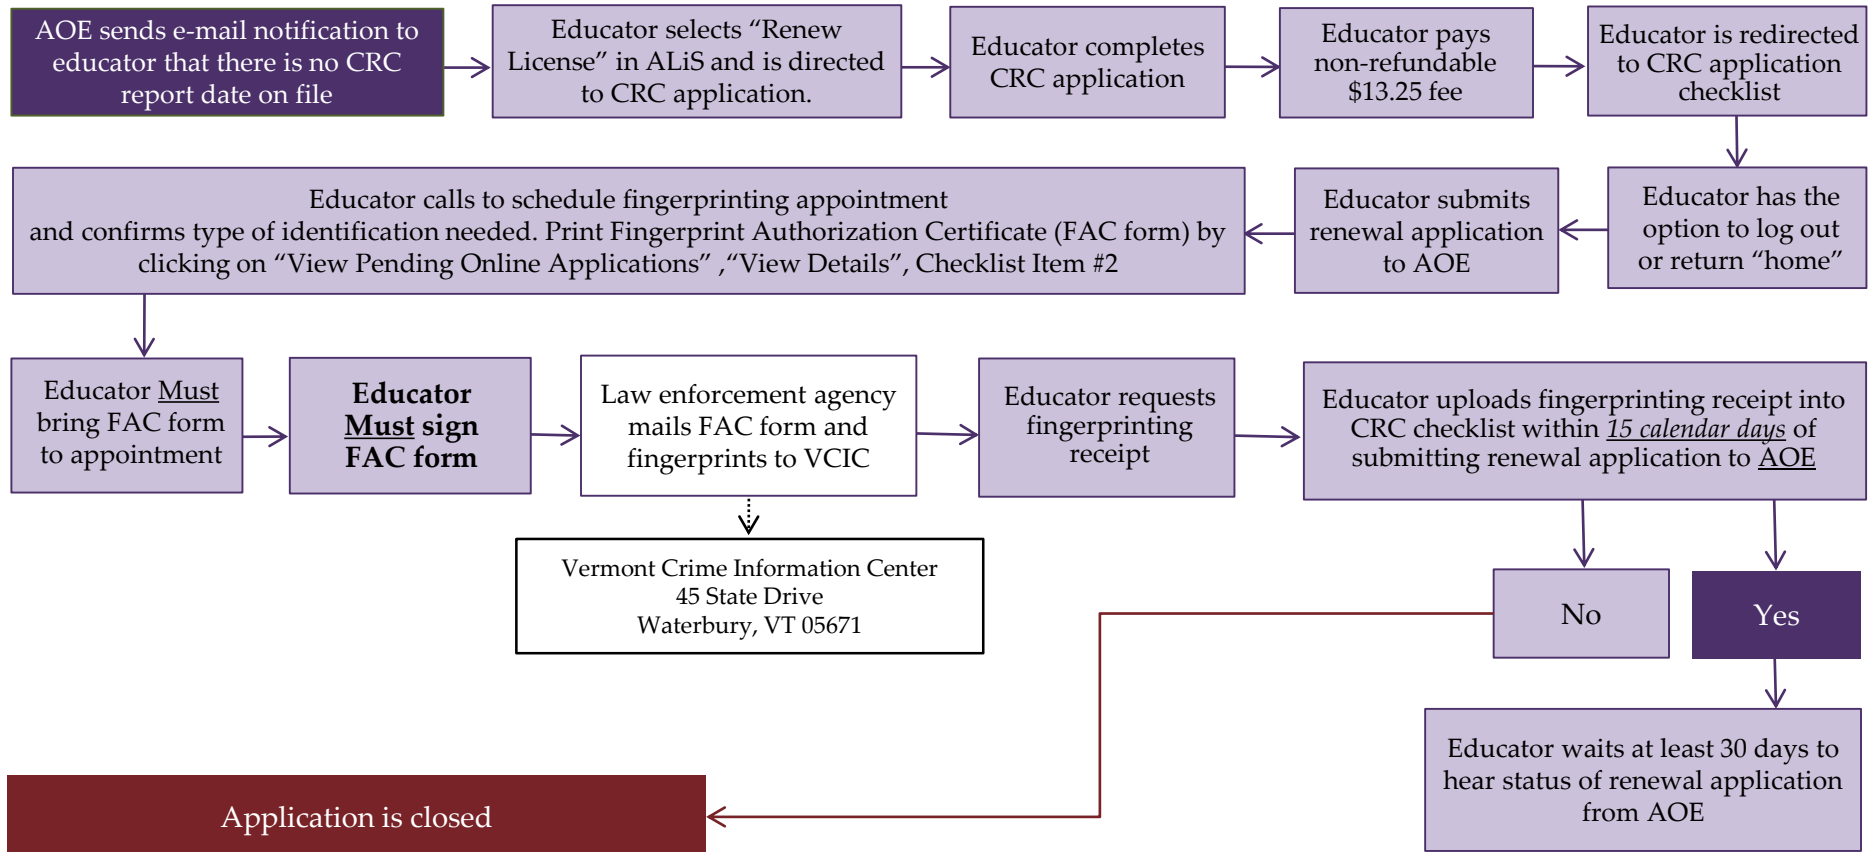 AOE sends e-mail notification to
educator that there is no CRC
report date on file
Educator selects “Renew
License” in ALiS and is directed
to CRC application.
Educator completes
CRC application
Educator pays
non-refundable
$13.25 fee
Educator is redirected
to CRC application
checklist
Educator has the
option to log out
or return “home”
Educator submits
renewal application
to AOE
Educator calls to schedule fingerprinting appointment
and confirms type of identification needed. Print Fingerprint Authorization Certificate (FAC form) by
clicking on “View Pending Online Applications” ,“View Details”, Checklist Item #2
Educator Must
bring FAC form
to appointment
Educator
Must sign
FAC form
Law enforcement agency
mails FAC form and
fingerprints to VCIC
Vermont Crime Information Center
45 State Drive
Waterbury, VT 05671
Educator requests
fingerprinting
receipt
Educator uploads fingerprinting receipt into
CRC checklist within 15 calendar days of
submitting renewal application to AOE
No
Yes
Educator waits at least 30 days to
hear status of renewal application
from AOE
Application is closed